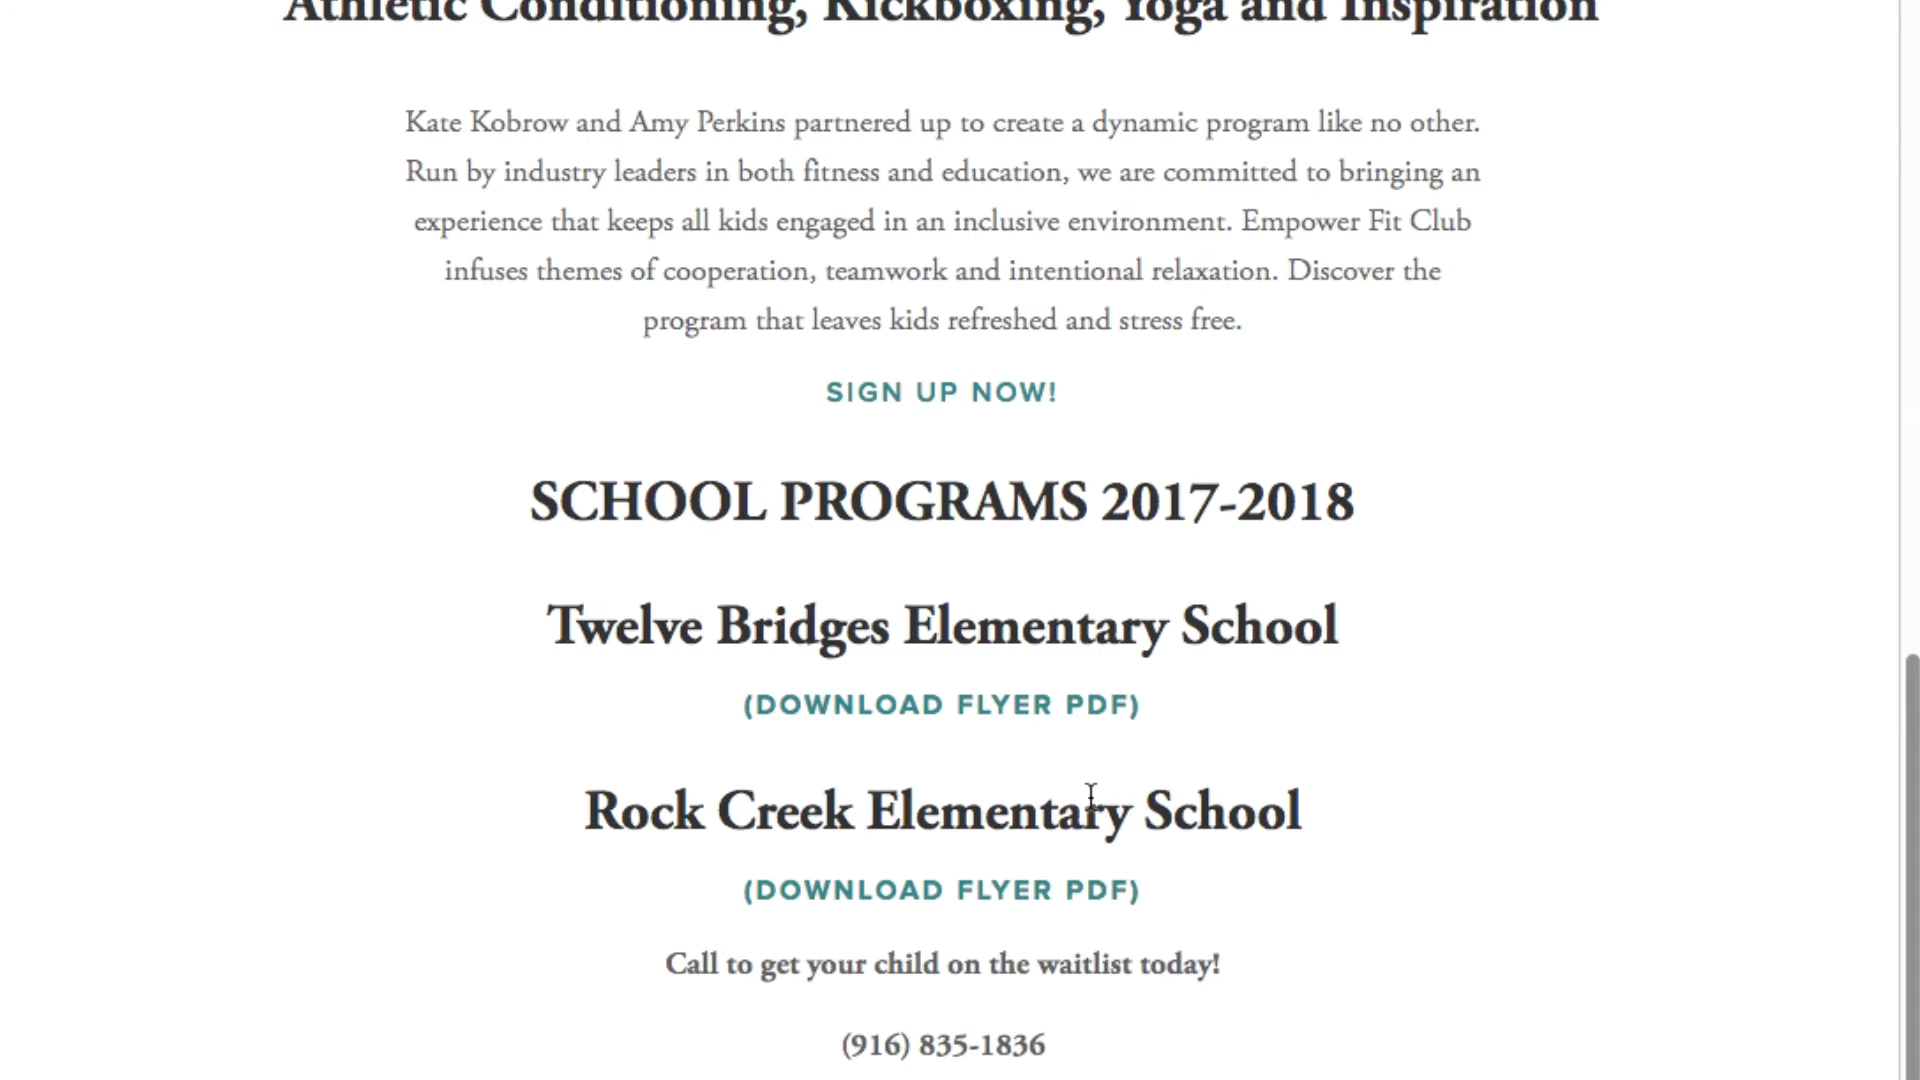 Athletic Conditioning, Kickboxing, Yoga and Inspiration
Kate Kobrow and Amy Perkins partnered up to create a dynamic program like no other.
Run by industry leaders in both fitness and education, we are committed to bringing an
experience that keeps all kids engaged in an inclusive environment. Empower Fit Club
infuses themes of cooperation, teamwork and intentional relaxation. Discover the
program that leaves kids refreshed and stress free.
SIGN UP NOW!
SCHOOL PROGRAMS 2017-2018
Twelve Bridges Elementary School
(DOWNLOAD FLYER PDF)
Rock Creek Elementary School
(DOWNLOAD FLYER PDF)
Call to get your child on the waitlist today!
(916) 835-1836